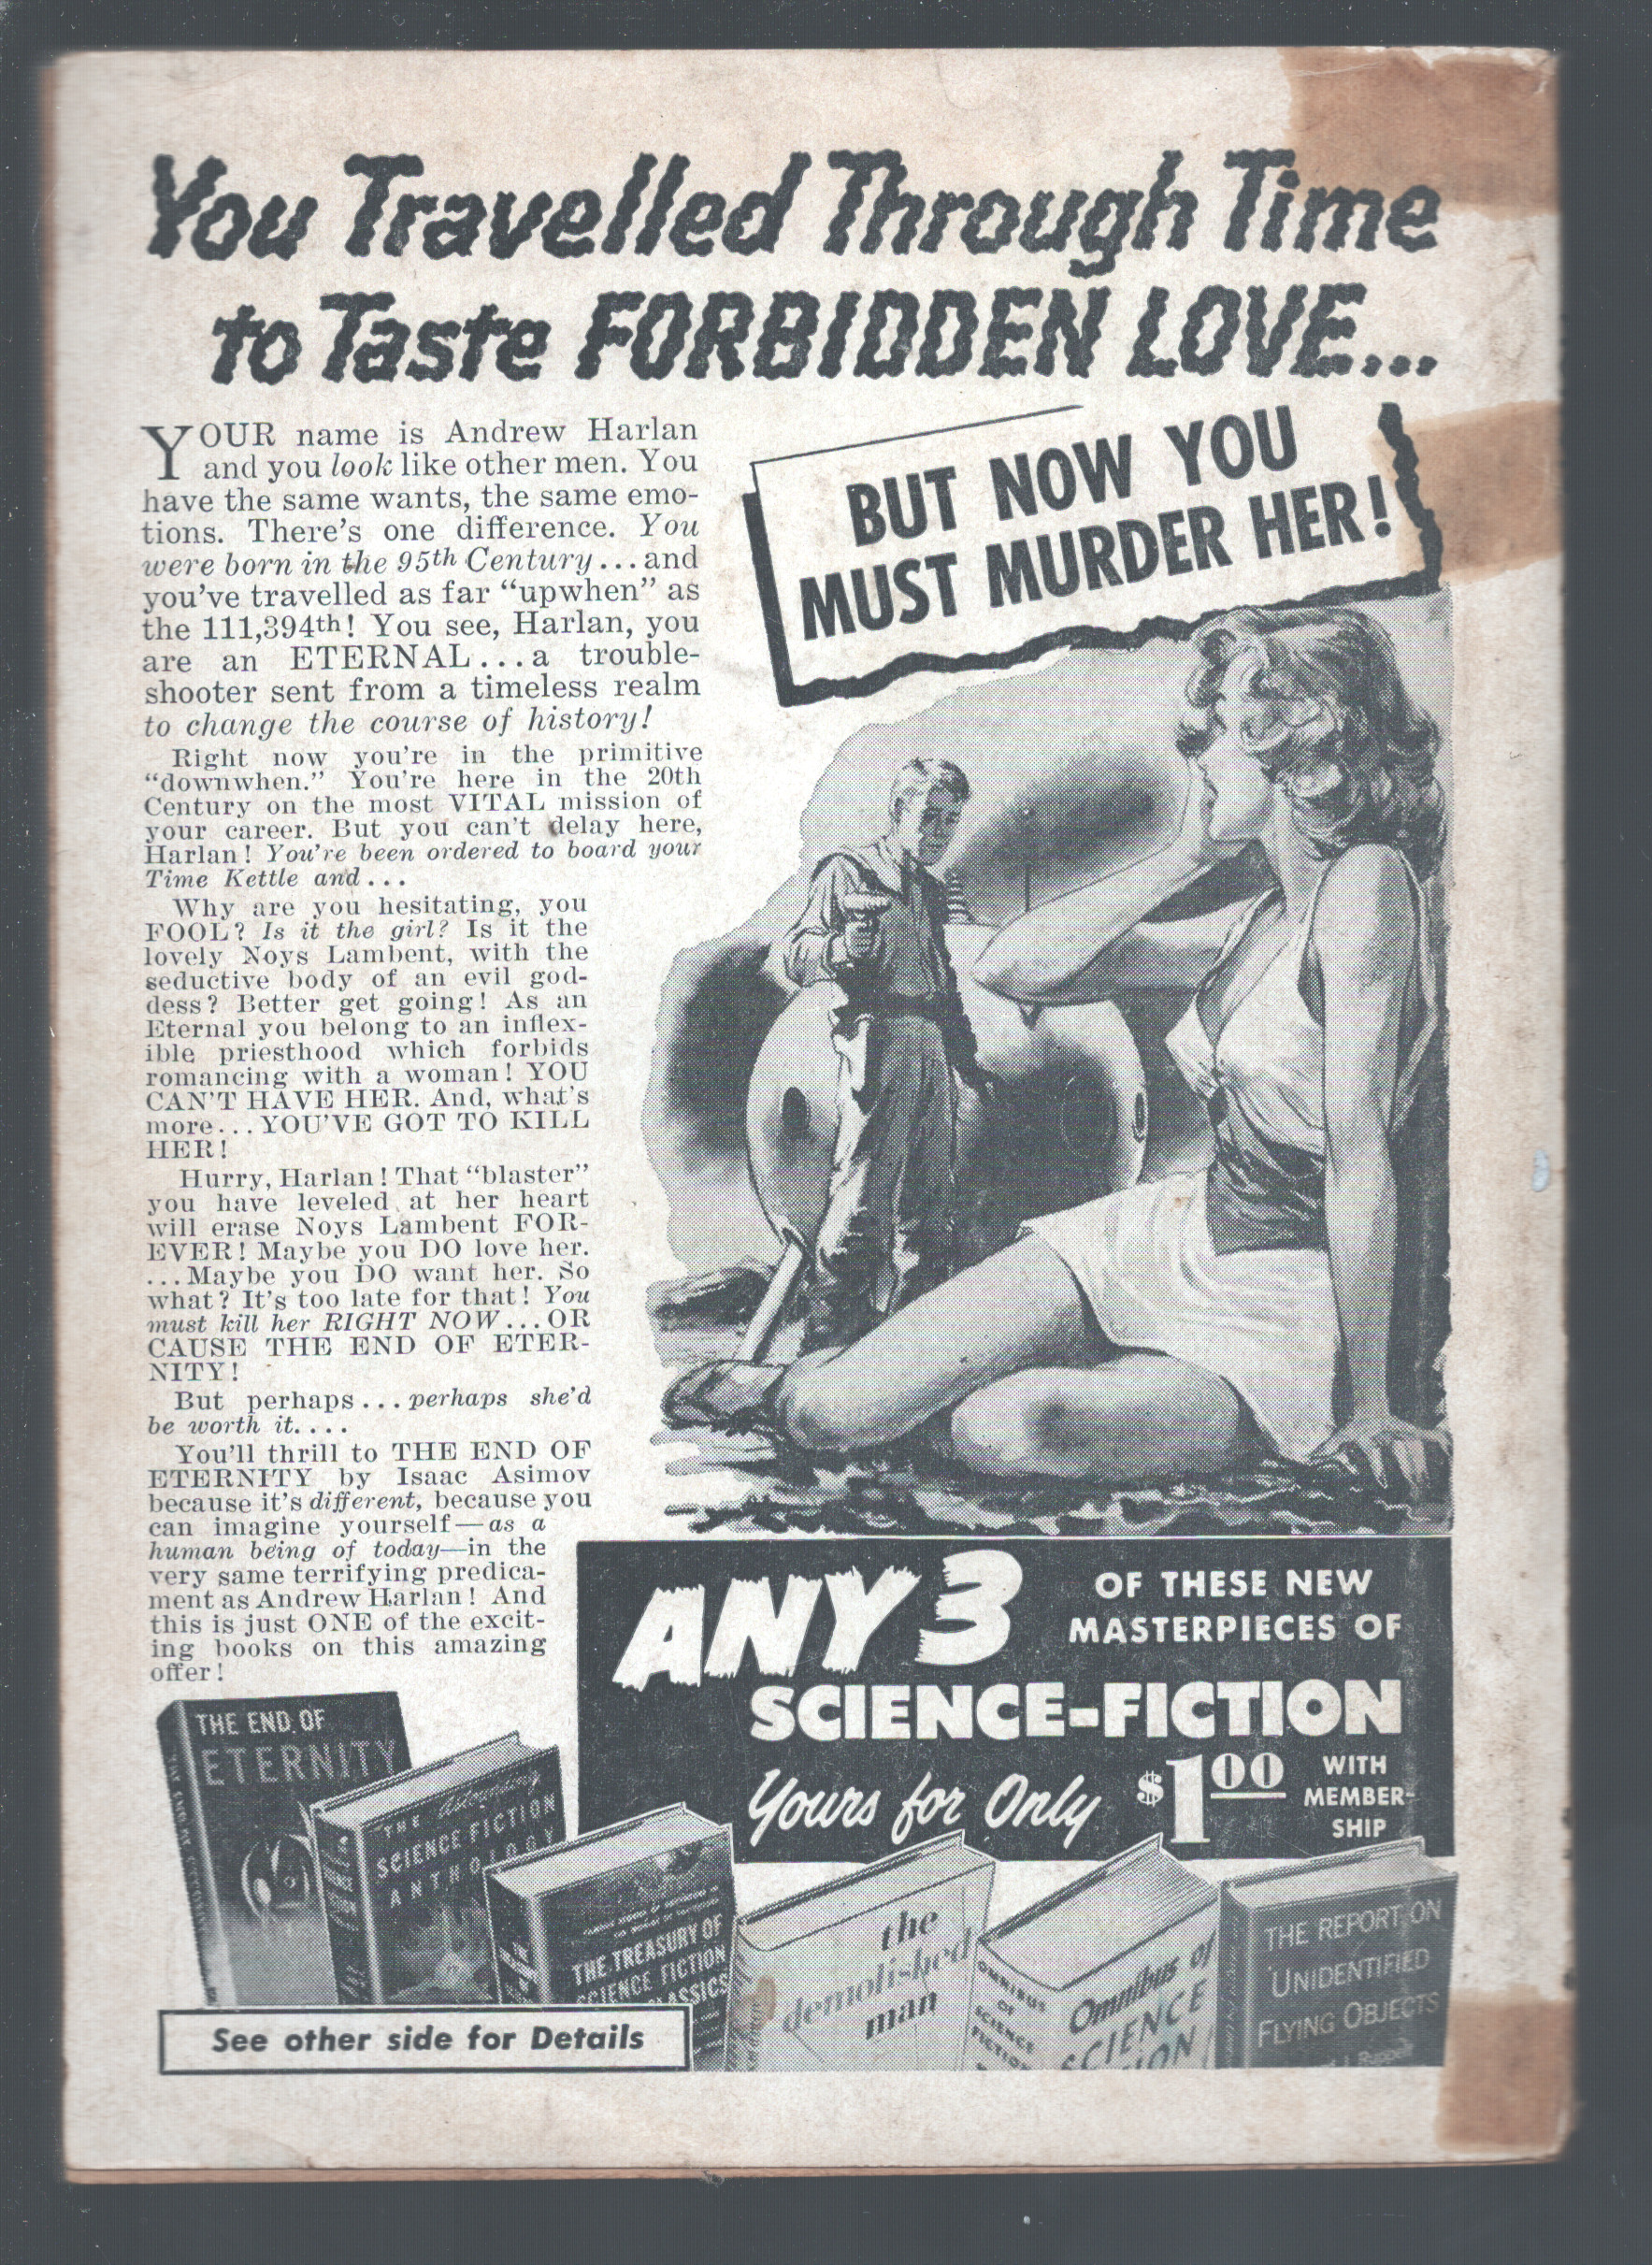 You Travelled Through Time
to Taste FORBIDDEN LOVE...
BUT NOW YOU
MUST MURDER HER!
YOUR name is Andrew Harlan
and you look like other men. You
have the same wants, the same emo-
tions. There's one difference. You
were born in the 95th Century...and
you've travelled as far "upwhen" as
the 111,394th! You see, Harlan, you
are an ETERNAL...a trouble-
shooter sent from a timeless realm
to change the course of history!
Right now you're in the primitive
"downwhen." You're here in the 20th
Century on the most VITAL mission of
your career. But you can't delay here,
Harlan! You're been ordered to board your
Time Kettle and...
Why are you hesitating, you
FOOL? Is it the girl? Is it the
lovely Noys Lambent, with the
seductive body of an evil god-
dess? Better get going! As an
Eternal you belong to an inflex-
ible priesthood which forbids
romancing with a woman! YOU
CAN'T HAVE HER. And, what's
more... YOU'VE GOT TO KILL
HER!
Hurry, Harlan! That "blaster"
you have leveled at her heart
will erase Noys Lambent FOR-
EVER! Maybe you DO love her.
...Maybe you DO want her. So
what? It's too late for that! You
must kill her RIGHT NOW...OR
CAUSE THE END OF ETER-
NITY!
But perhaps...perhaps she'd
be worth it....
You'll thrill to THE END OF
ETERNITY by Isaac Asimov
because it's different, because you
can imagine yourself—as a
human being of today—in the
very same terrifying predica-
ment as Andrew Harlan! And
this is just ONE of the excit-
ing books on this amazing
offer!
ANY 3 OF THESE NEW
MASTERPIECES OF
SCIENCE-FICTION
Yours for Only $1.00 WITH
MEMBER-
SHIP
THE END OF
ETERNITY
THE Astounding
SCIENCE FICTION
ANTHOLOGY
THE TREASURY OF
SCIENCE FICTION
CLASSICS
the
demolished
man
OMNIBUS
OF
SCIENCE
FICTION
Omnibus of
SCIENCE
THE REPORT ON
UNIDENTIFIED
FLYING OBJECTS
J. Ruppelt
See other side for Details